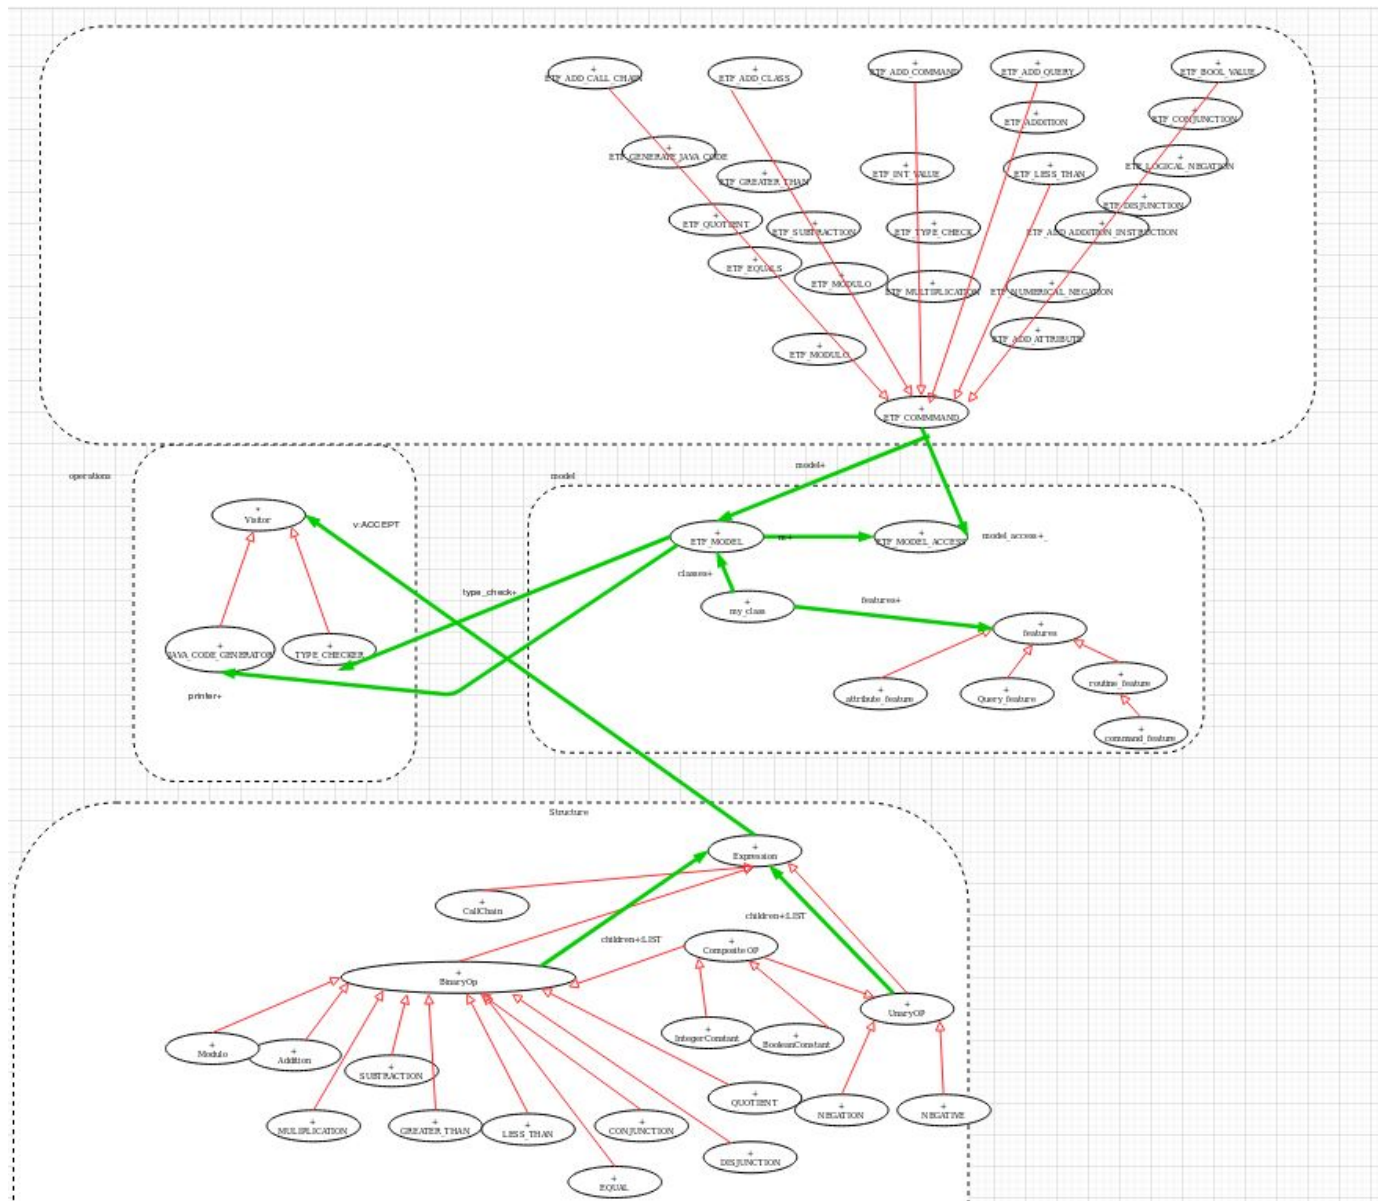 +
ETF_ADD_CALL_CHAIN
+
ETF_ADD_CLASS
+
ETF_ADD_COMMAND
+
ETF_ADD_QUERY
+
ETF_BOOL_VALUE
+
ETF_ADDITION
+
ETF_CONJUNCTION
+
ETF_GENERATE_JAVA_CODE
+
ETF_GREATER_THAN
+
ETF_INT_VALUE
+
ETF_LESS_THAN
+
ETF_LOGICAL_NEGATION
+
ETF_DISJUNCTION
+
ETF_QUOTIENT
+
ETF_SUBTRACTION
+
ETF_TYPE_CHECK
+
ETF_ADD_ADDITION_INSTRUCTION
+
ETF_EQUALS
+
ETF_MODULO
+
ETF_MULTIPLICATION
+
ETF_NUMERICAL_NEGATION
+
ETF_MODULO
+
ETF_ADD_ATTRIBUTE
+
ETF_COMMMAND
operations
model+
model
*
Visitor
v:ACCEPT
+
ETF_MODEL
m+
+
ETF_MODEL_ACCESS
model_access+_
classes+
type_check+
+
my_class
features+
+
features
+
JAVA_CODE_GENERATOR
+
TYPE_CHECKER
printer+
+
attribute_feature
+
Query_feature
+
routine_feature
+
command_feature
Structure
+
Expression
+
CallChain
children+:LIST
children+:LIST
+
Composite OP
+
BinaryOp
+
UnaryOP
+
IntegerConstant
+
BooleanConstant
+
Modulo
+
Addition
+
SUBTRACTION
+
QUOTIENT
+
NEGATION
+
NEGATIVE
+
MULIPLICATION
+
GREATER_THAN
+
LESS_THAN
+
CONJUNCTION
+
DISJUNCTION
+
EQUAL